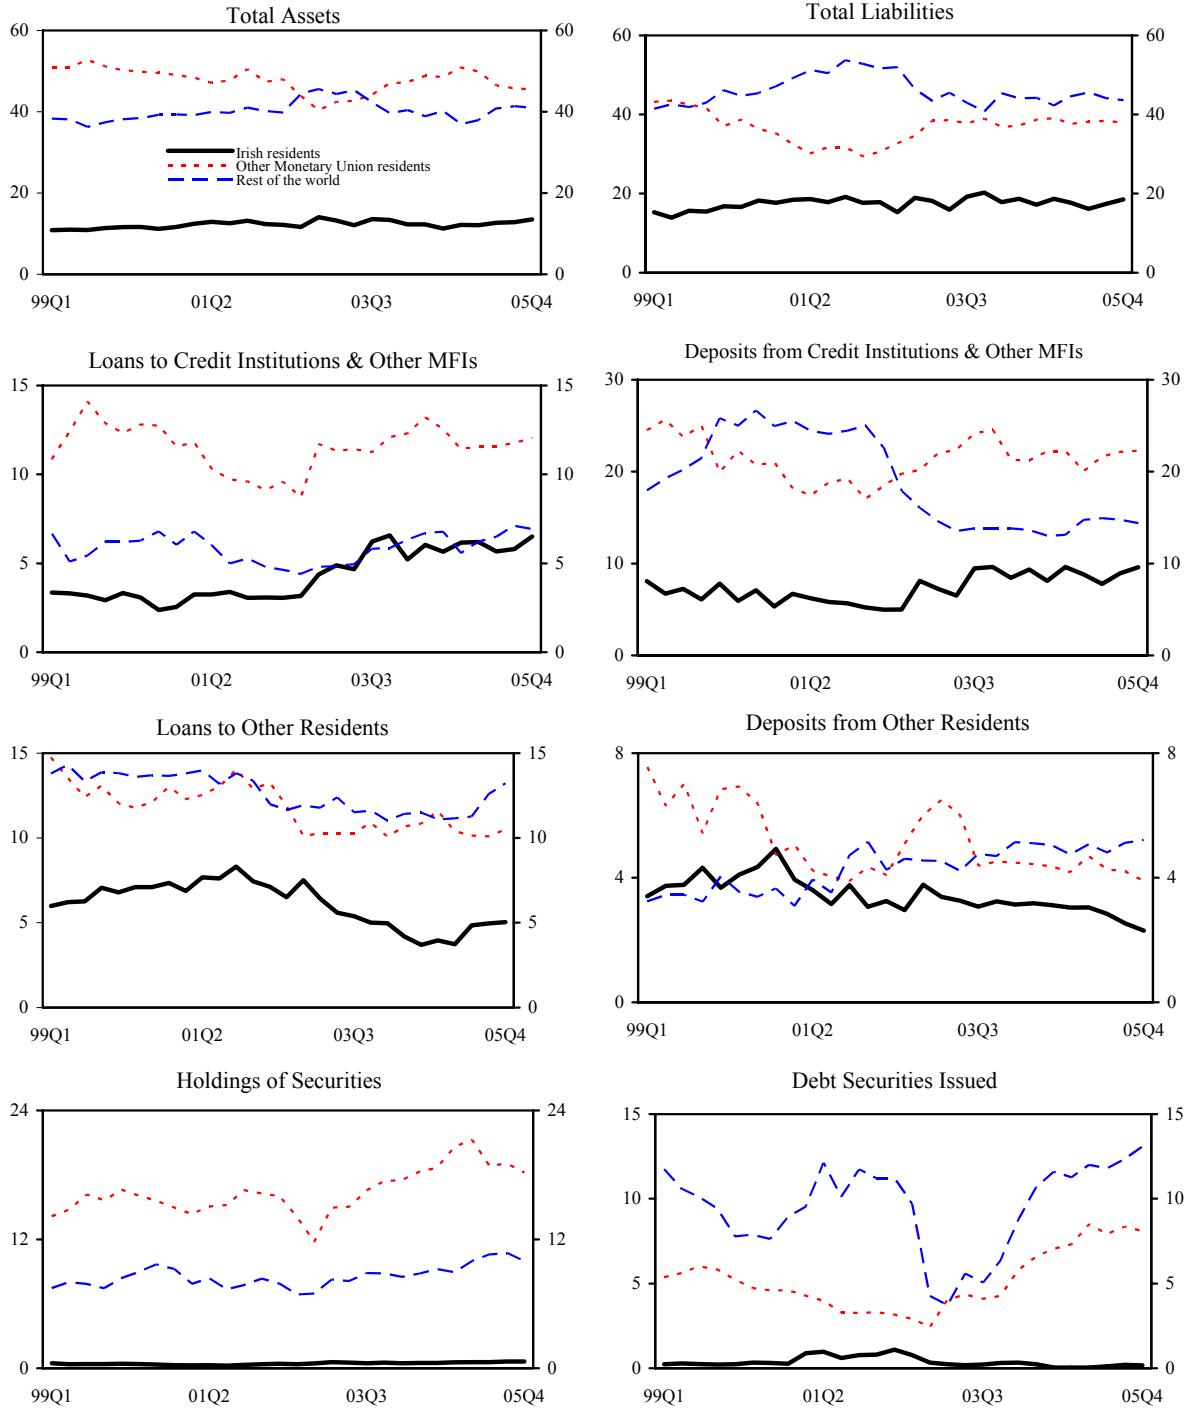 Total Assets
60 60
40 40
Irish residents
Other Monetary Union residents
Rest of the world
20 20
0 0
99Q1 01Q2 03Q3 05Q4
Total Liabilities
60 60
40 40
20 20
0 0
99Q1 01Q2 03Q3 05Q4
Loans to Credit Institutions & Other MFIs
15 15
10 10
5 5
0 0
99Q1 01Q2 03Q3 05Q4
Deposits from Credit Institutions & Other MFIs
30 30
20 20
10 10
0 0
99Q1 01Q2 03Q3 05Q4
Loans to Other Residents
15 15
10 10
5 5
0 0
99Q1 01Q2 03Q3 05Q4
Deposits from Other Residents
8 8
4 4
0 0
99Q1 01Q2 03Q3 05Q4
Holdings of Securities
24 24
12 12
0 0
99Q1 01Q2 03Q3 05Q4
Debt Securities Issued
15 15
10 10
5 5
0 0
99Q1 01Q2 03Q3 05Q4